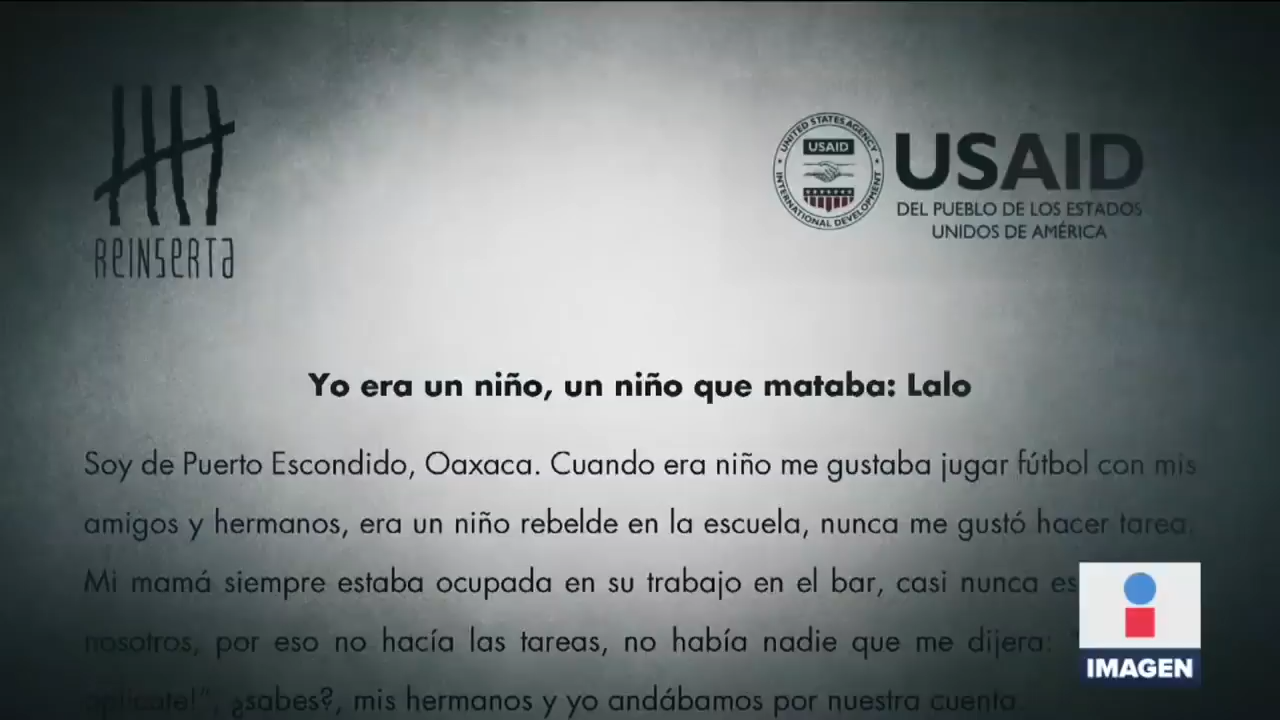 REINSERTA
UNITED STATES AGENCY
USAID
INTERNATIONAL DEVELOPMENT
USAID
DEL PUEBLO DE LOS ESTADOS
UNIDOS DE AMÉRICA
Yo era un niño, un niño que mataba: Lalo
Soy de Puerto Escondido, Oaxaca. Cuando era niño me gustaba jugar fútbol con mis
amigos y hermanos, era un niño rebelde en la escuela, nunca me gustó hacer tarea.
Mi mamá siempre estaba ocupada en su trabajo en el bar, casi nunca es
nosotros, por eso no hacía las tareas, no había nadie que me dijera:
aplícate!", ¿sabes?, mis hermanos y yo andábamos por nuestra cuenta.
IMAGEN